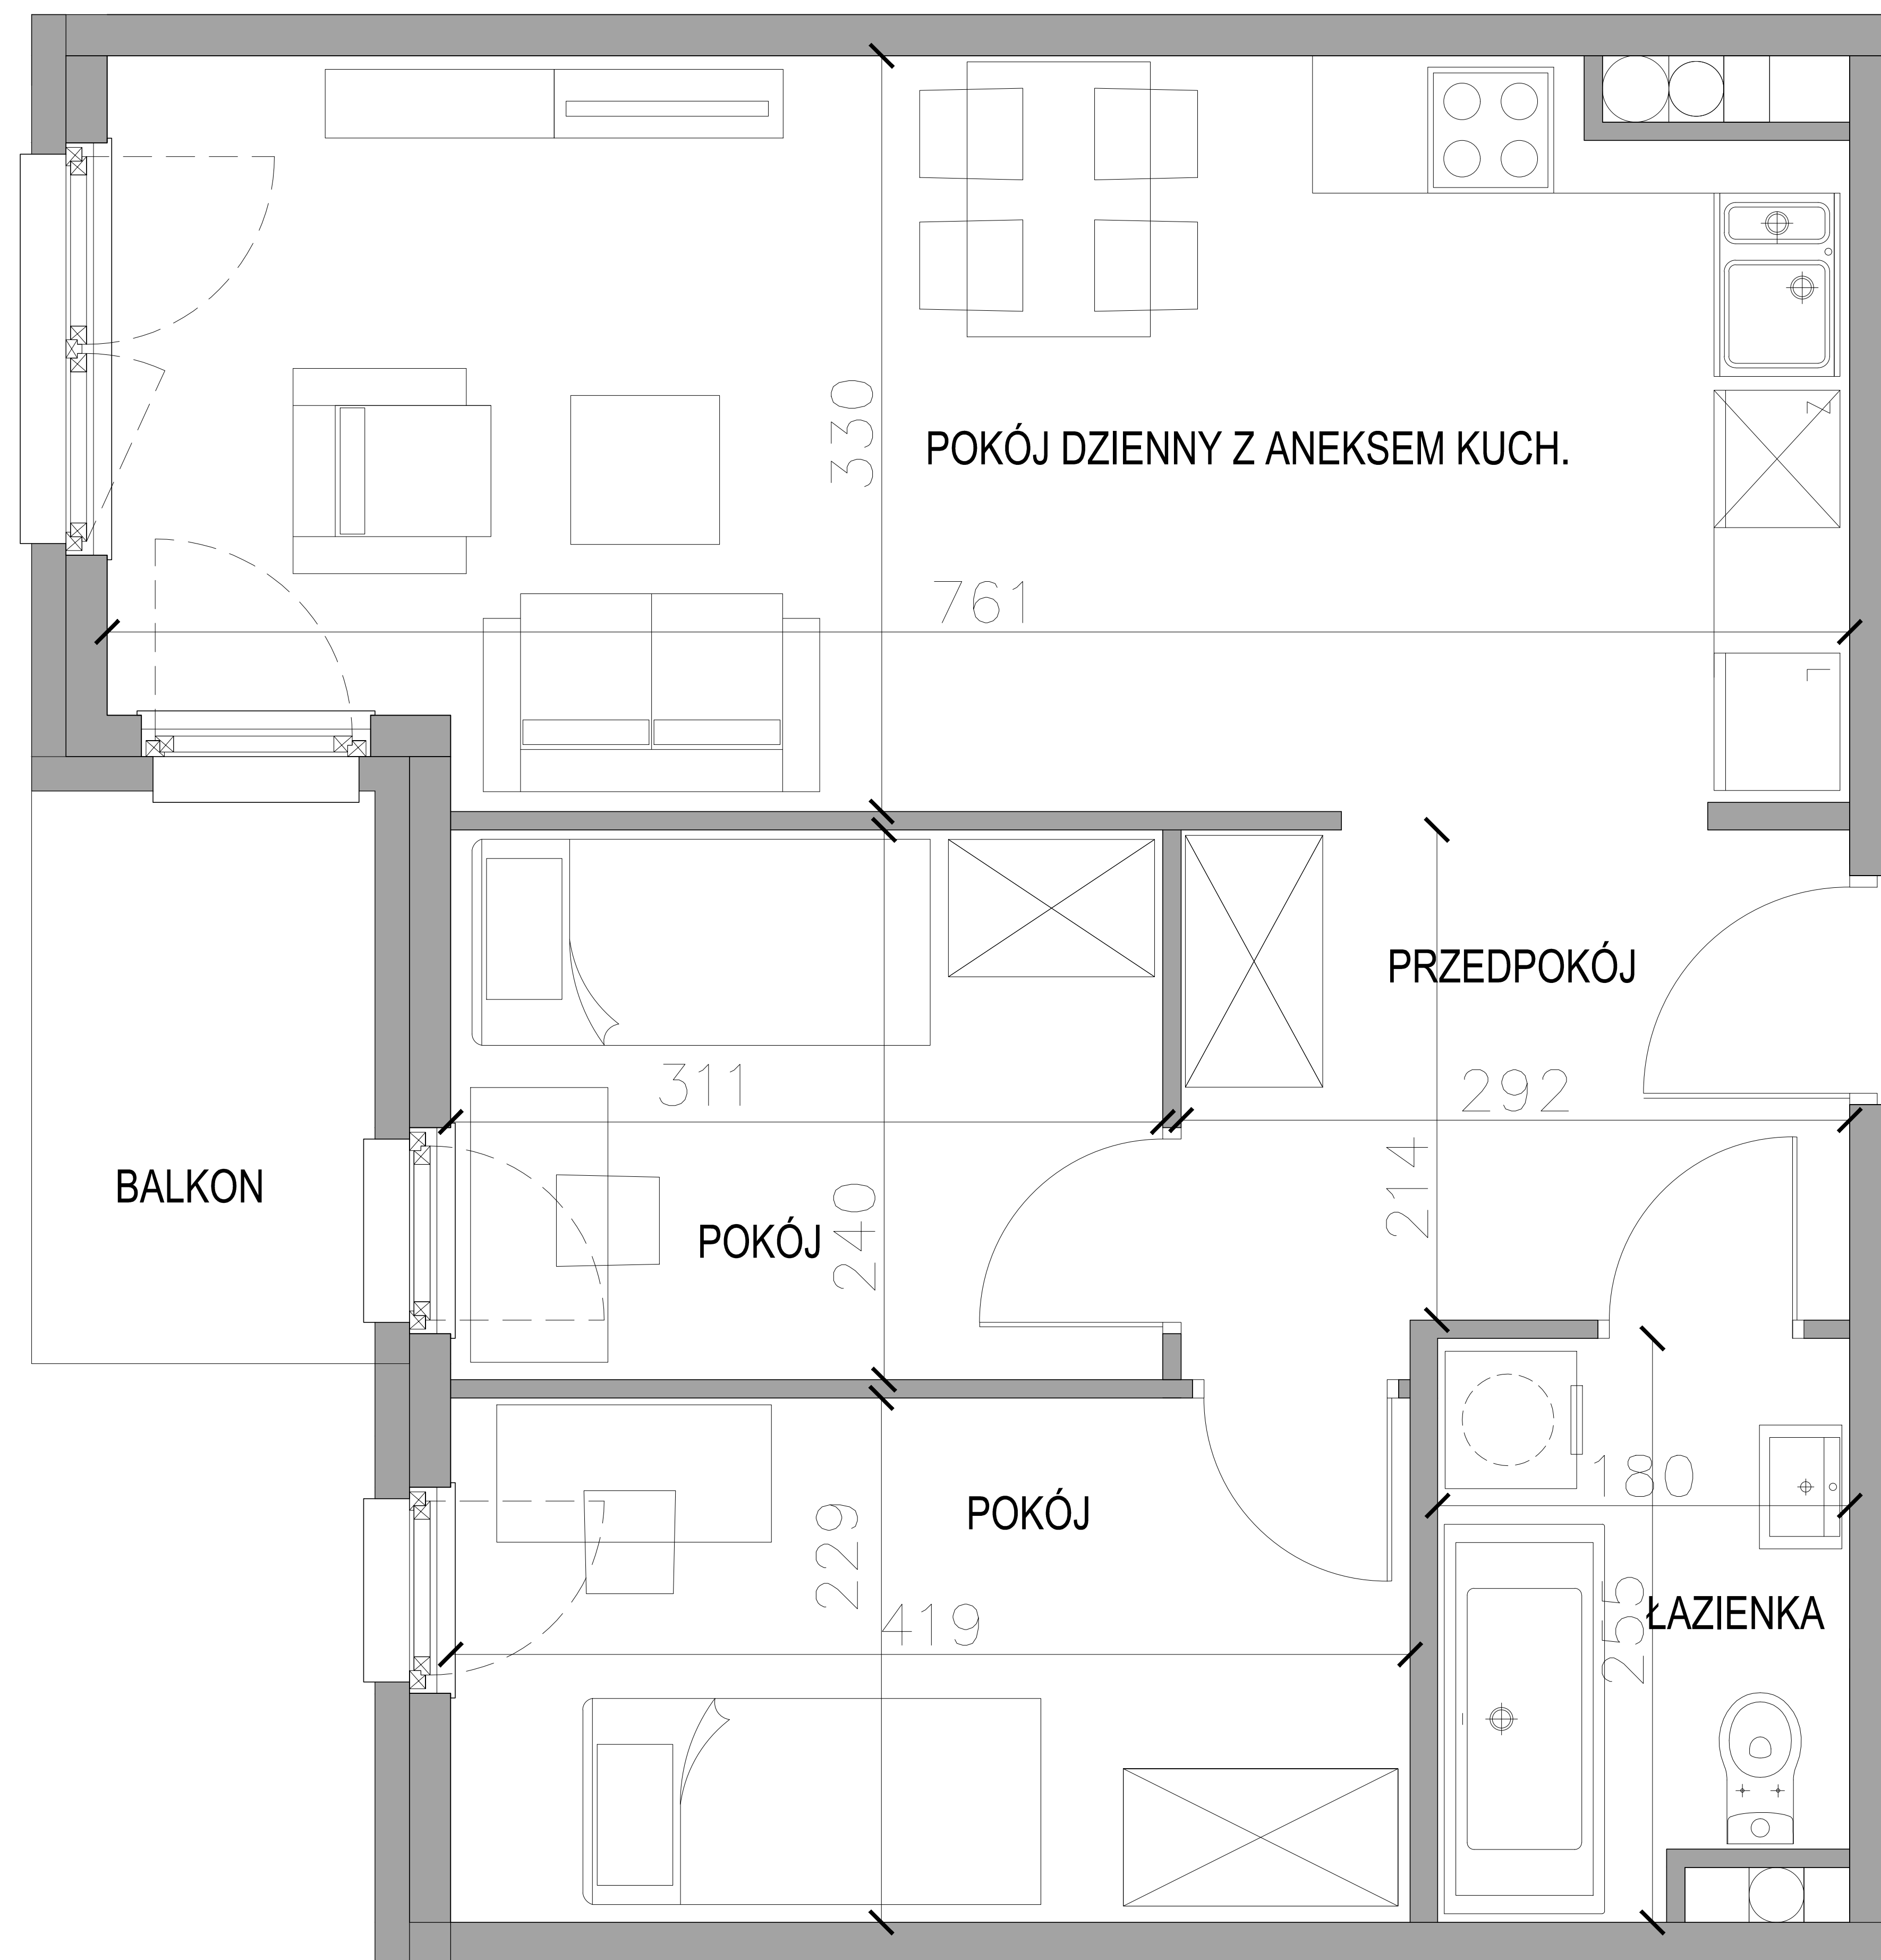 330
POKÓJ DZIENNY Z ANEKSEM KUCH.
Z
761
L
PRZEDPOKÓJ
311
292
214
BALKON
240
POKÓJ
180
229
POKÓJ
419
255
ŁAZIENKA